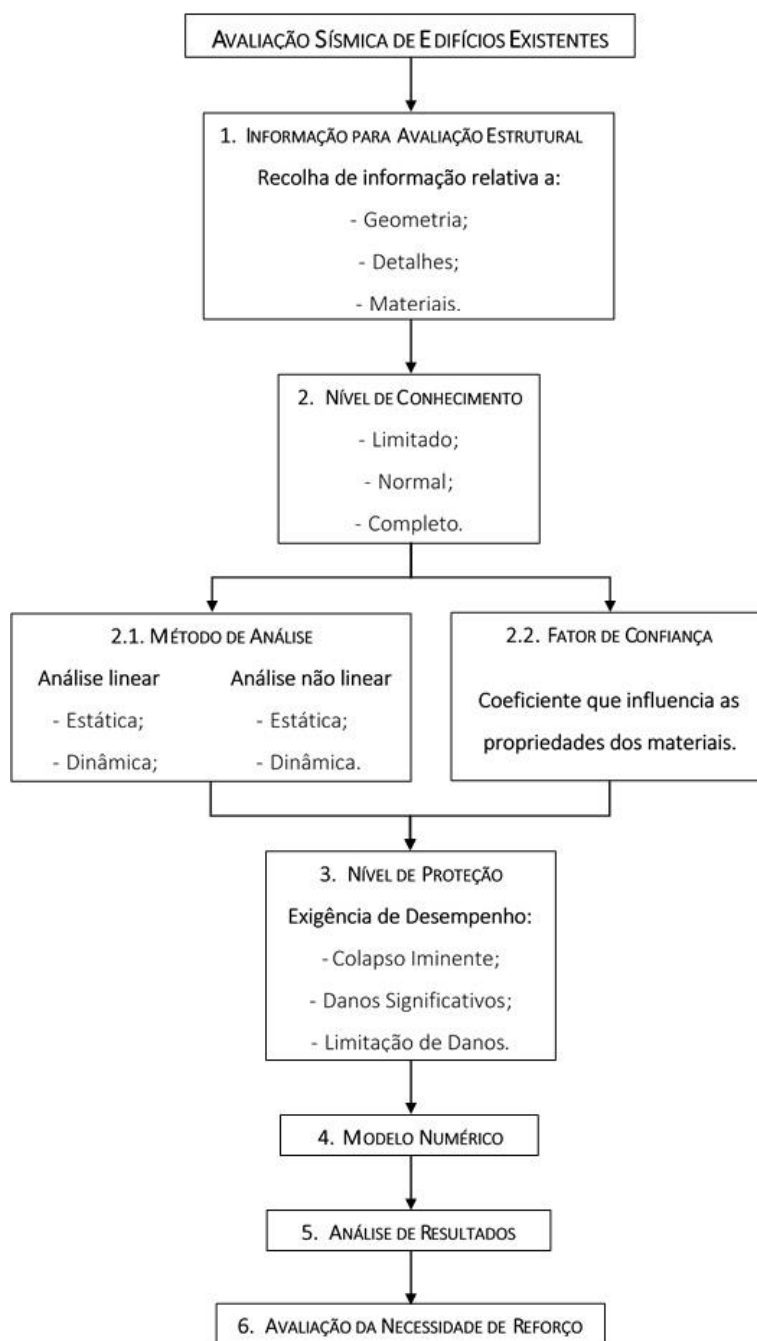 AVALIAÇÃO SÍSMICA DE EDIFÍCIOS EXISTENTES
1. INFORMAÇÃO PARA AVALIAÇÃO ESTRUTURAL
Recolha de informação relativa a:
- Geometria;
- Detalhes;
- Materiais.
2. NÍVEL DE CONHECIMENTO
- Limitado;
- Normal;
- Completo.
2.1. MÉTODO DE ANÁLISE
Análise linear
- Estática;
- Dinâmica;
Análise não linear
- Estática;
- Dinâmica.
2.2. FATOR DE CONFIANÇA
Coeficiente que influencia as
propriedades dos materiais.
3. NÍVEL DE PROTEÇÃO
Exigência de Desempenho:
- Colapso Iminente;
- Danos Significativos;
- Limitação de Danos.
4. MODELO NUMÉRICO
5. ANÁLISE DE RESULTADOS
6. AVALIAÇÃO DA NECESSIDADE DE REFORÇO